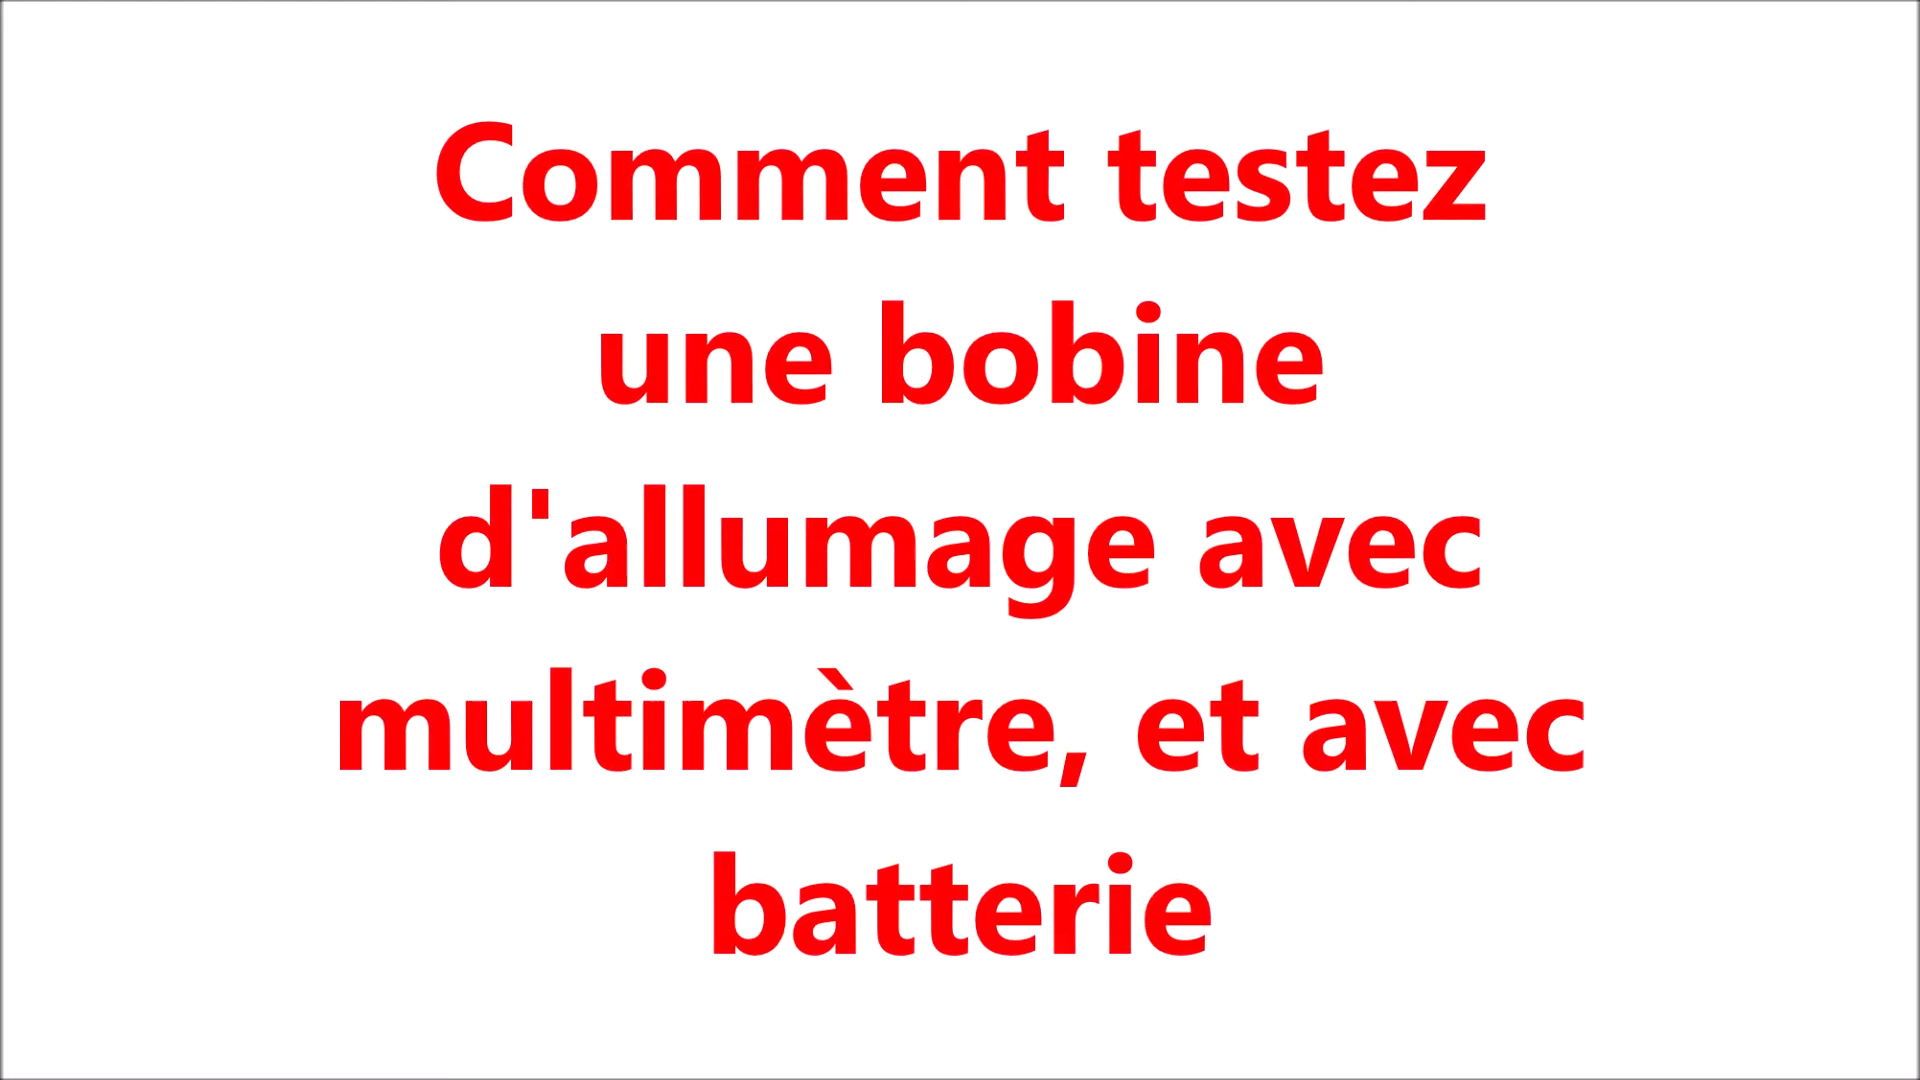 Comment testez
une bobine
d'allumage avec
multimètre, et avec
batterie